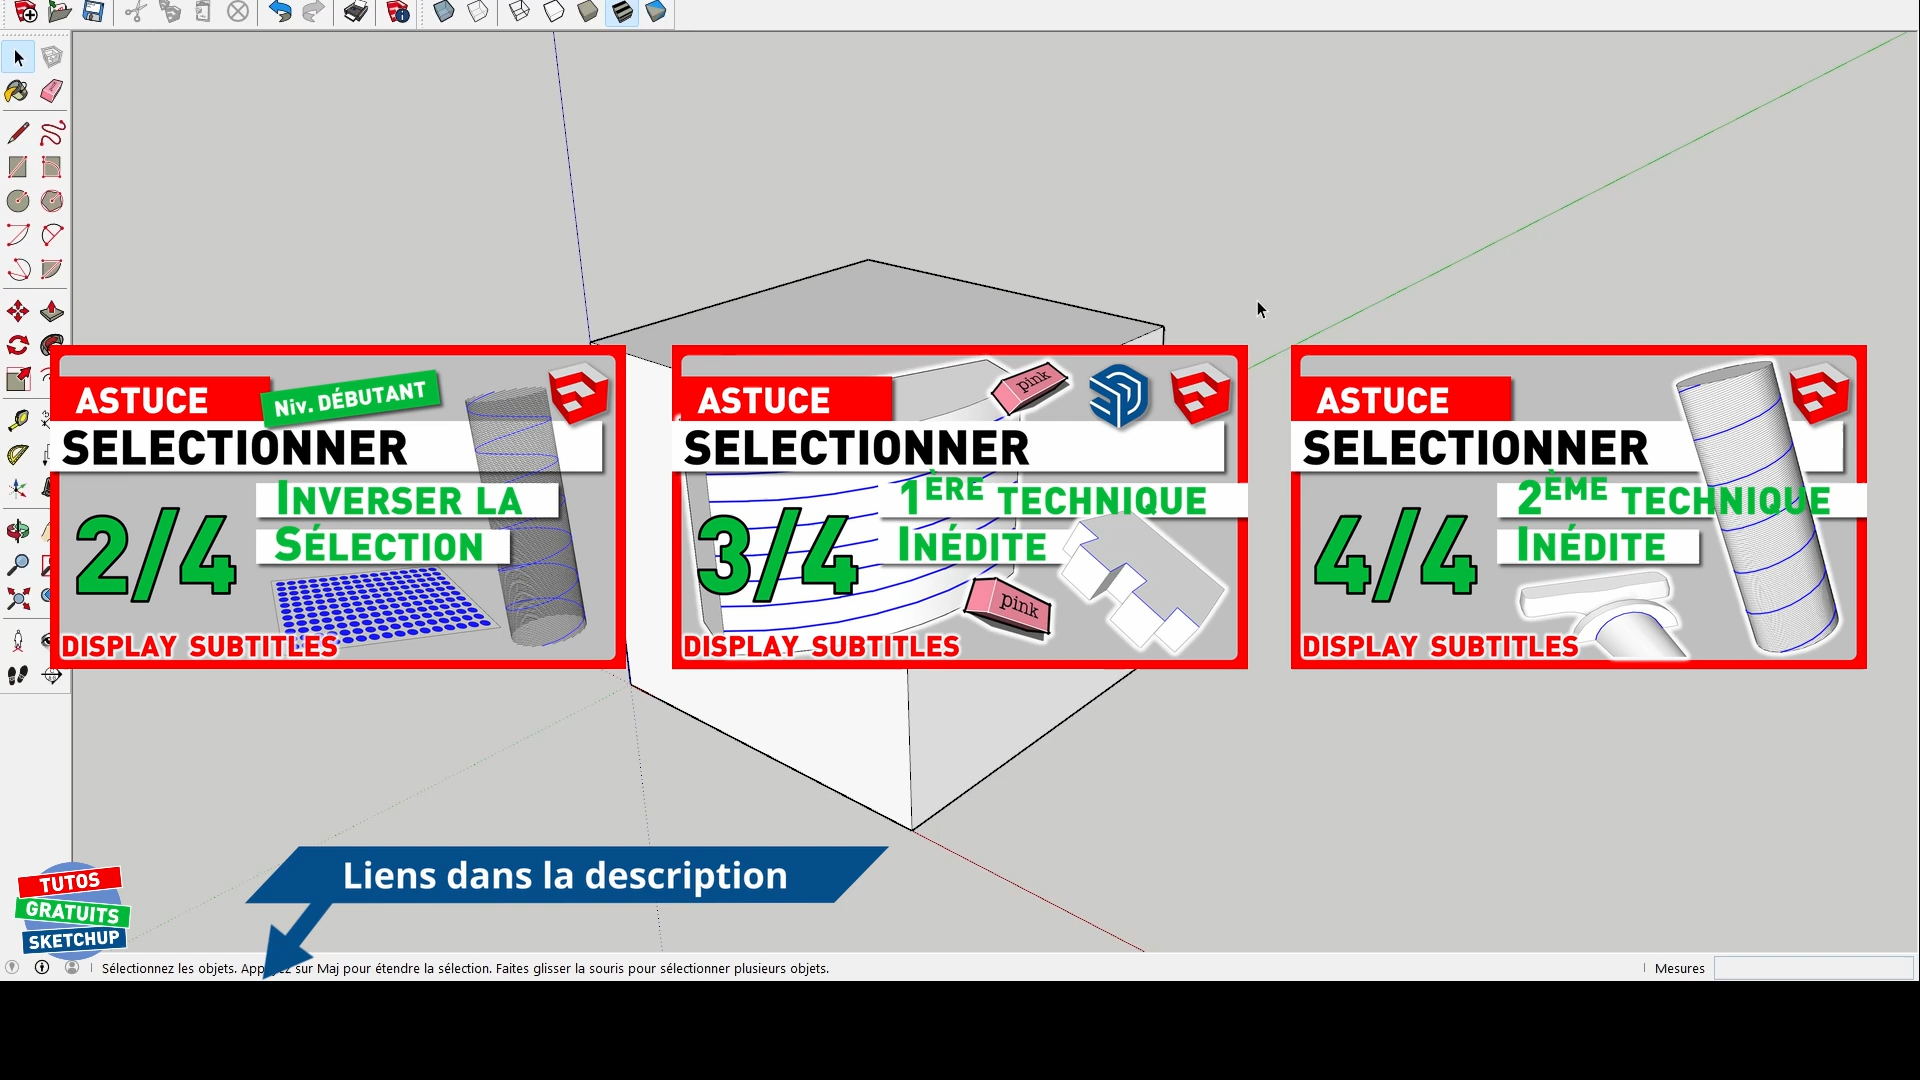 ASTUCE
Niv. DÉBUTANT
SELECTIONNER
2/4
INVERSER LA
SÉLECTION
DISPLAY SUBTITLES
ASTUCE
pink
SELECTIONNER
3/4
1ÈRE TECHNIQUE
INÉDITE
pink
DISPLAY SUBTITLES
ASTUCE
SELECTIONNER
4/4
2ÈME TECHNIQUE
INÉDITE
DISPLAY SUBTITLES
Liens dans la description
TUTOS
GRATUITS
SKETCHUP
Sélectionnez les objets. Appuyez sur Maj pour étendre la sélection. Faites glisser la souris pour sélectionner plusieurs objets.
Mesures